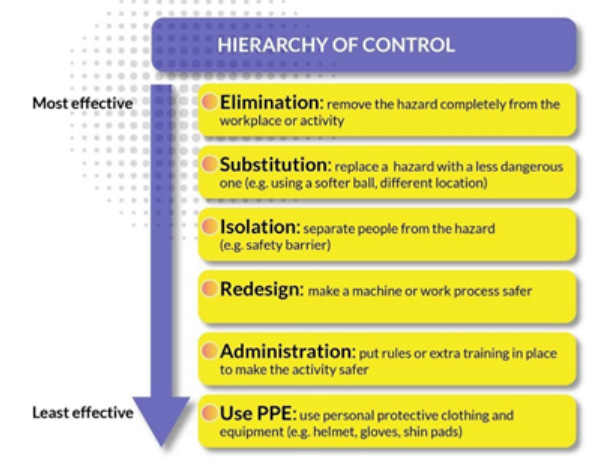 HIERARCHY OF CONTROL
Most effective
Elimination: remove the hazard completely from the
workplace or activity
Substitution: replace a hazard with a less dangerous
one (e.g. using a softer ball, different location)
Isolation: separate people from the hazard
(e.g. safety barrier)
Redesign: make a machine or work process safer
Administration: put rules or extra training in place
to make the activity safer
Least effective
Use PPE: use personal protective clothing and
equipment (e.g. helmet, gloves, shin pads)